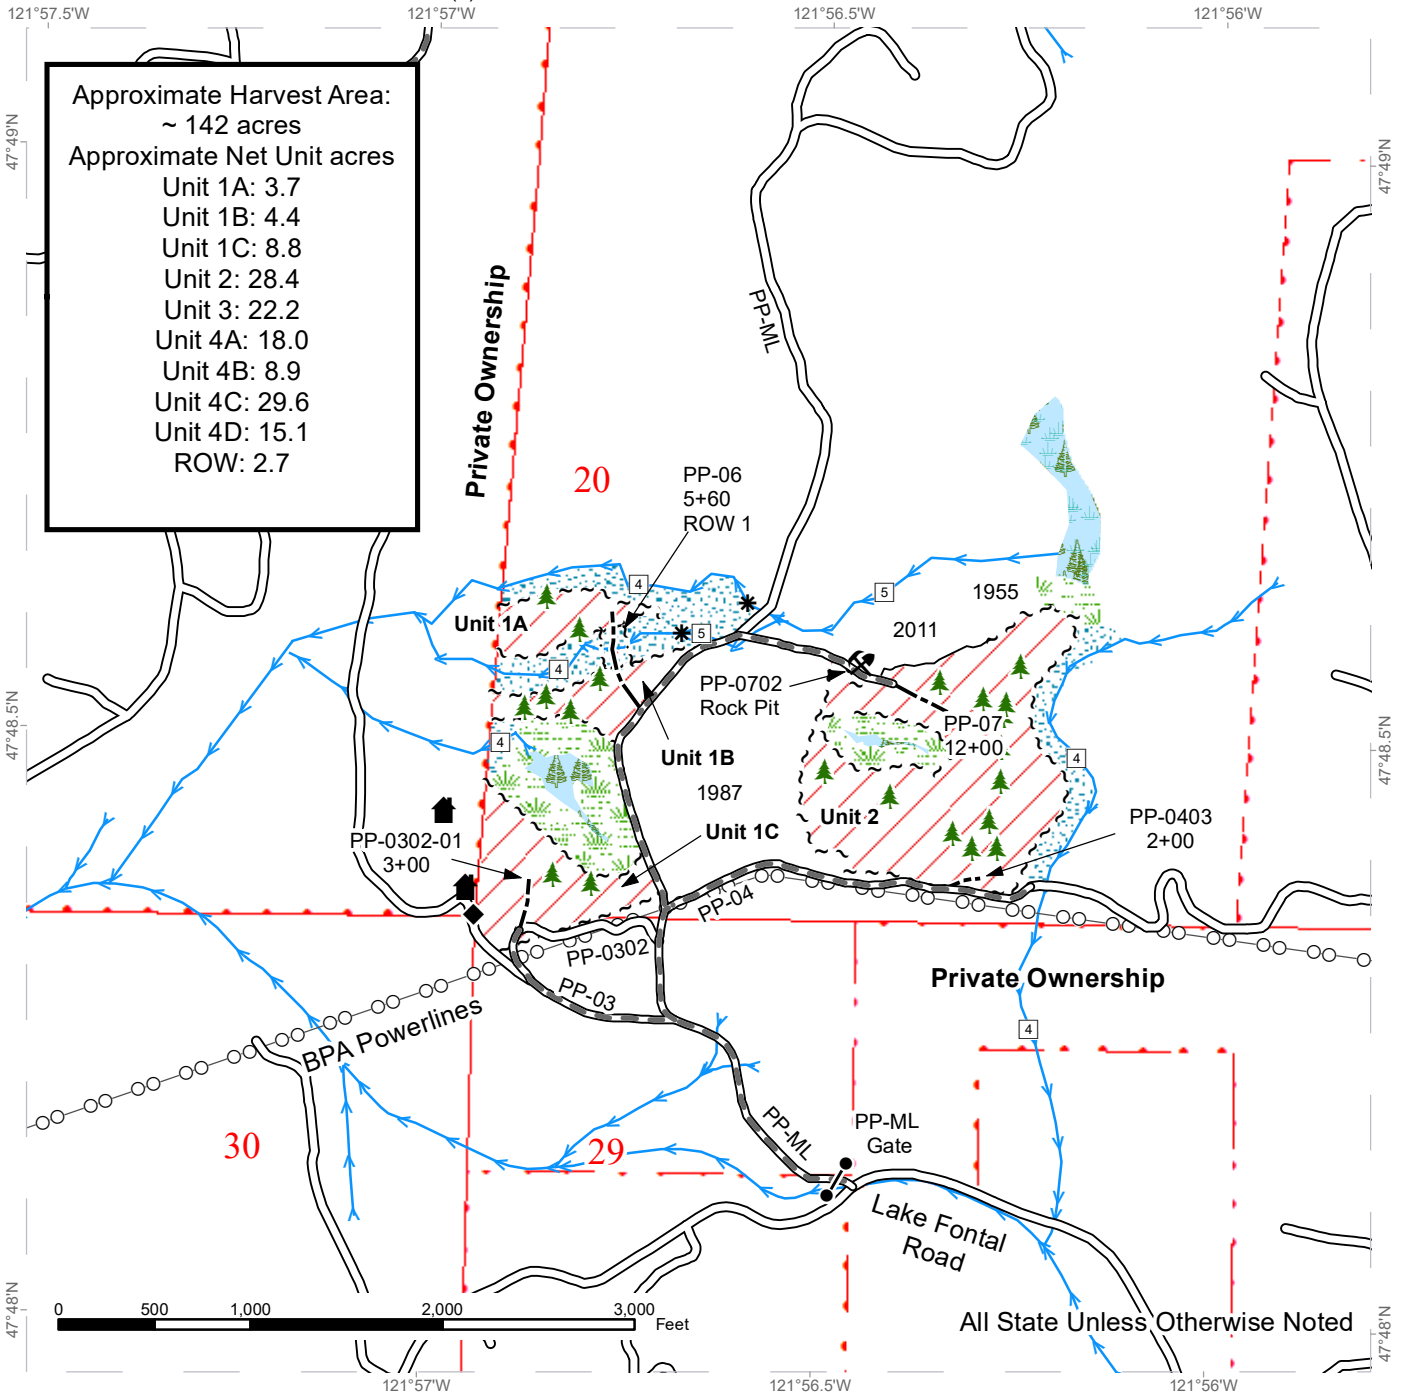 121°57.5'W
121°57'W
121°56.5'W
121°56'W
47°49'N
47°49'N
Approximate Harvest Area:
~ 142 acres
Approximate Net Unit acres
Unit 1A: 3.7
Unit 1B: 4.4
Unit 1C: 8.8
Unit 2: 28.4
Unit 3: 22.2
Unit 4A: 18.0
Unit 4B: 8.9
Unit 4C: 29.6
Unit 4D: 15.1
ROW: 2.7
Private Ownership
PP-ML
20
PP-06
5+60
ROW 1
4
5
1955
Unit 1A
5
2011
4
PP-0702
Rock Pit
PP-07
12+00
47°48.5'N
47°48.5'N
4
Unit 1B
4
1987
Unit 2
PP-0403
2+00
Unit 1C
PP-0302-01
3+00
PP-04
PP-0302
Private Ownership
PP-03
BPA Powerlines
4
PP-ML
PP-ML
Gate
30
29
Lake Fontal
Road
47°48'N
47°48'N
0
500
1,000
2,000
3,000
Feet
All State Unless Otherwise Noted
121°57'W
121°56.5'W
121°56'W